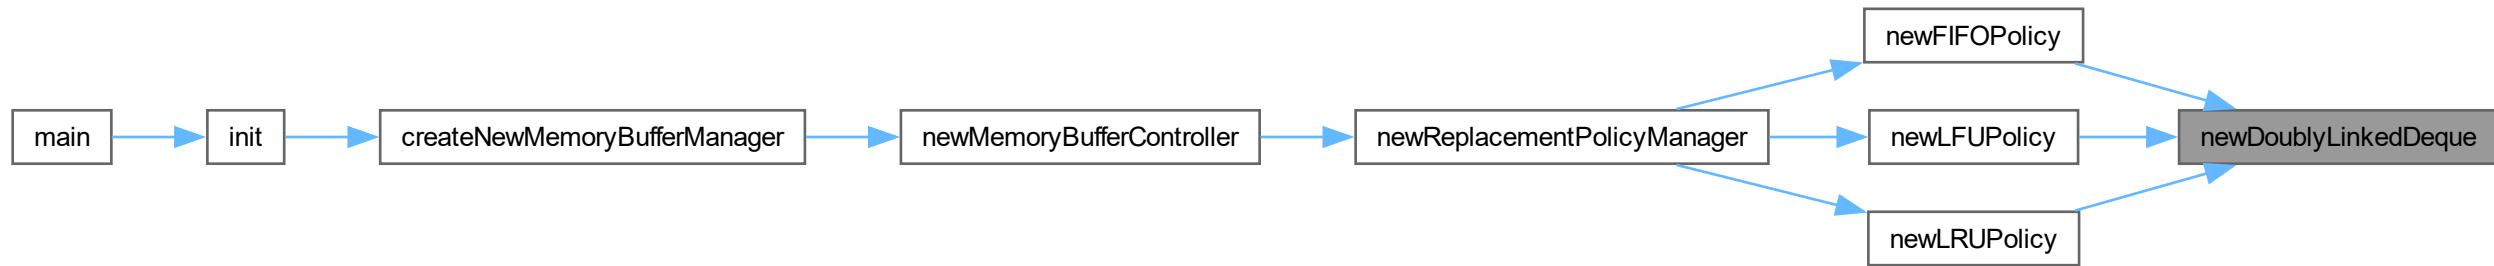 main
init
createNewMemoryBufferManager
newMemoryBufferController
newReplacementPolicyManager
newFIFOPolicy
newLFUPolicy
newLRUPolicy
newDoublyLinkedDeque